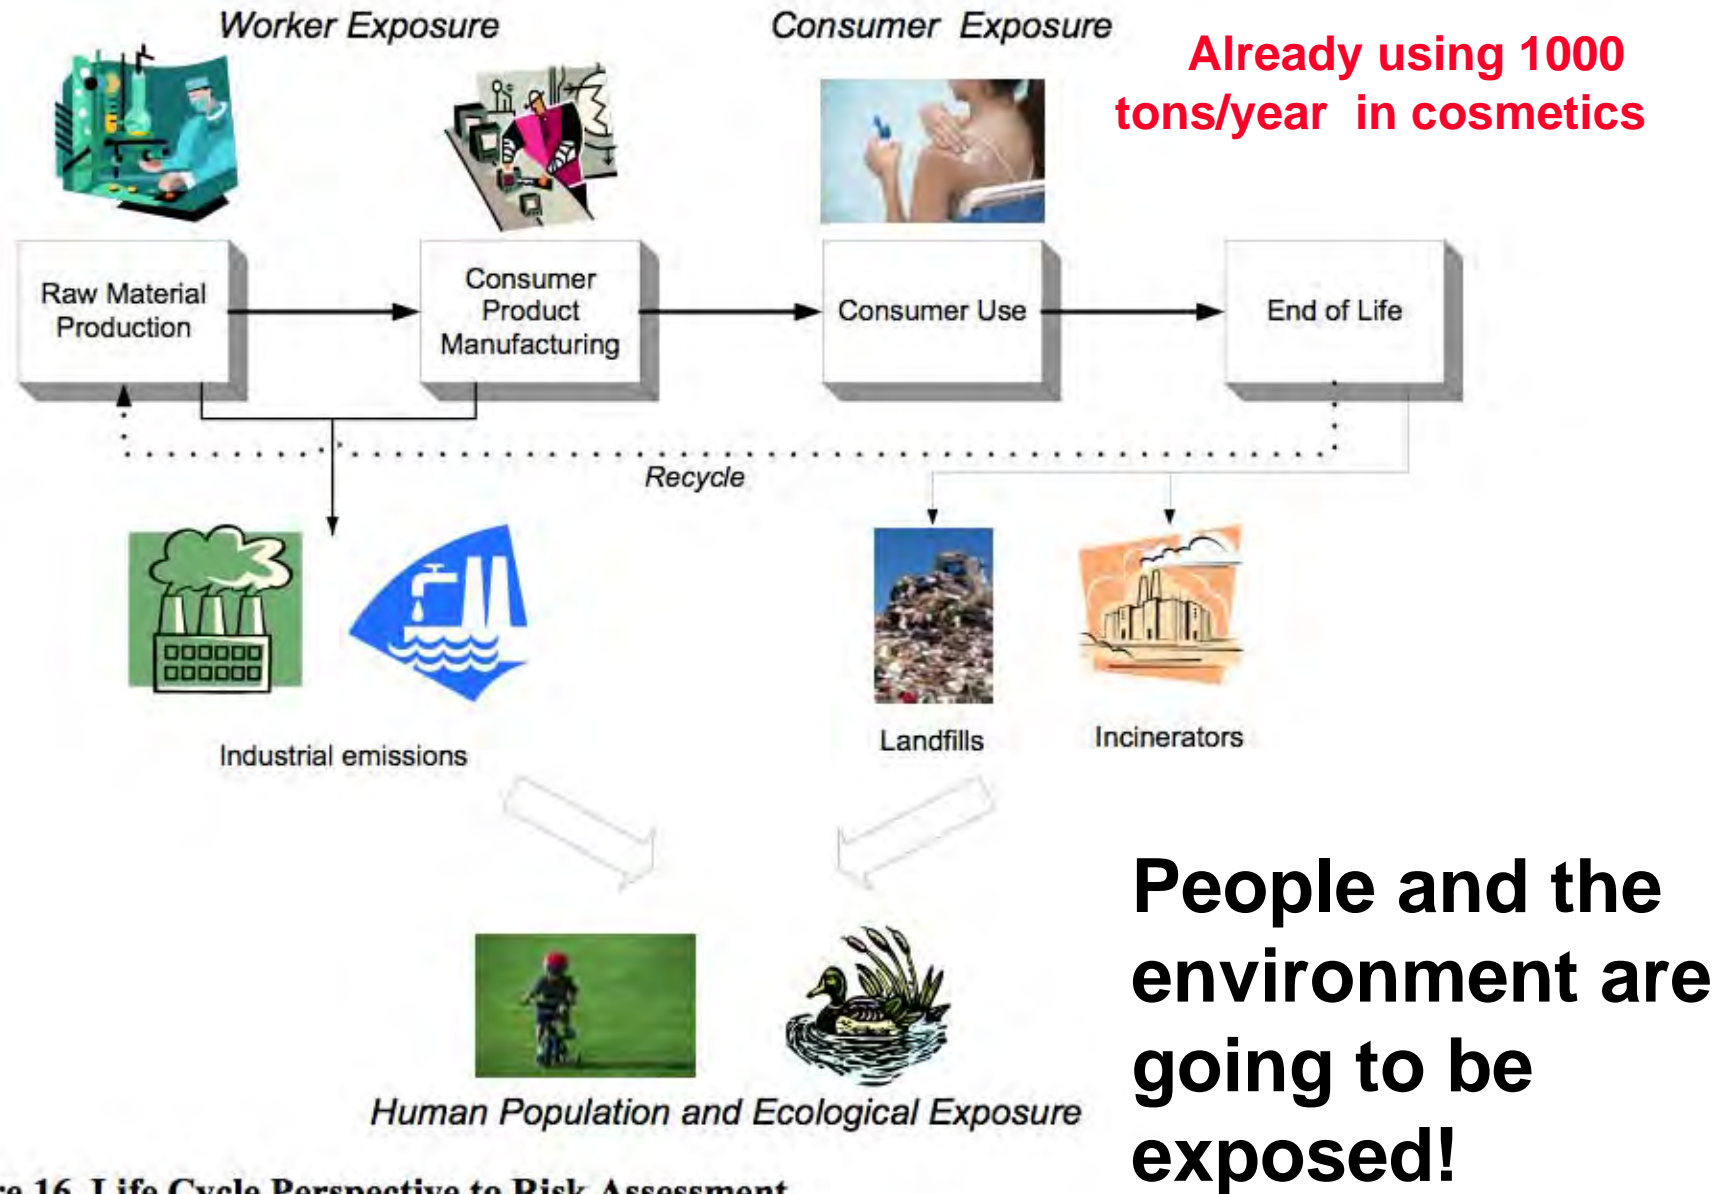 Worker Exposure
Consumer Exposure
Already using 1000
tons/year in cosmetics
Raw Material
Production
Consumer
Product
Manufacturing
Consumer Use
End of Life
Recycle
Industrial emissions
Landfills
Incinerators
People and the
environment are
going to be
exposed!
Human Population and Ecological Exposure
16. Life Cycle Perspective to Risk Assessment